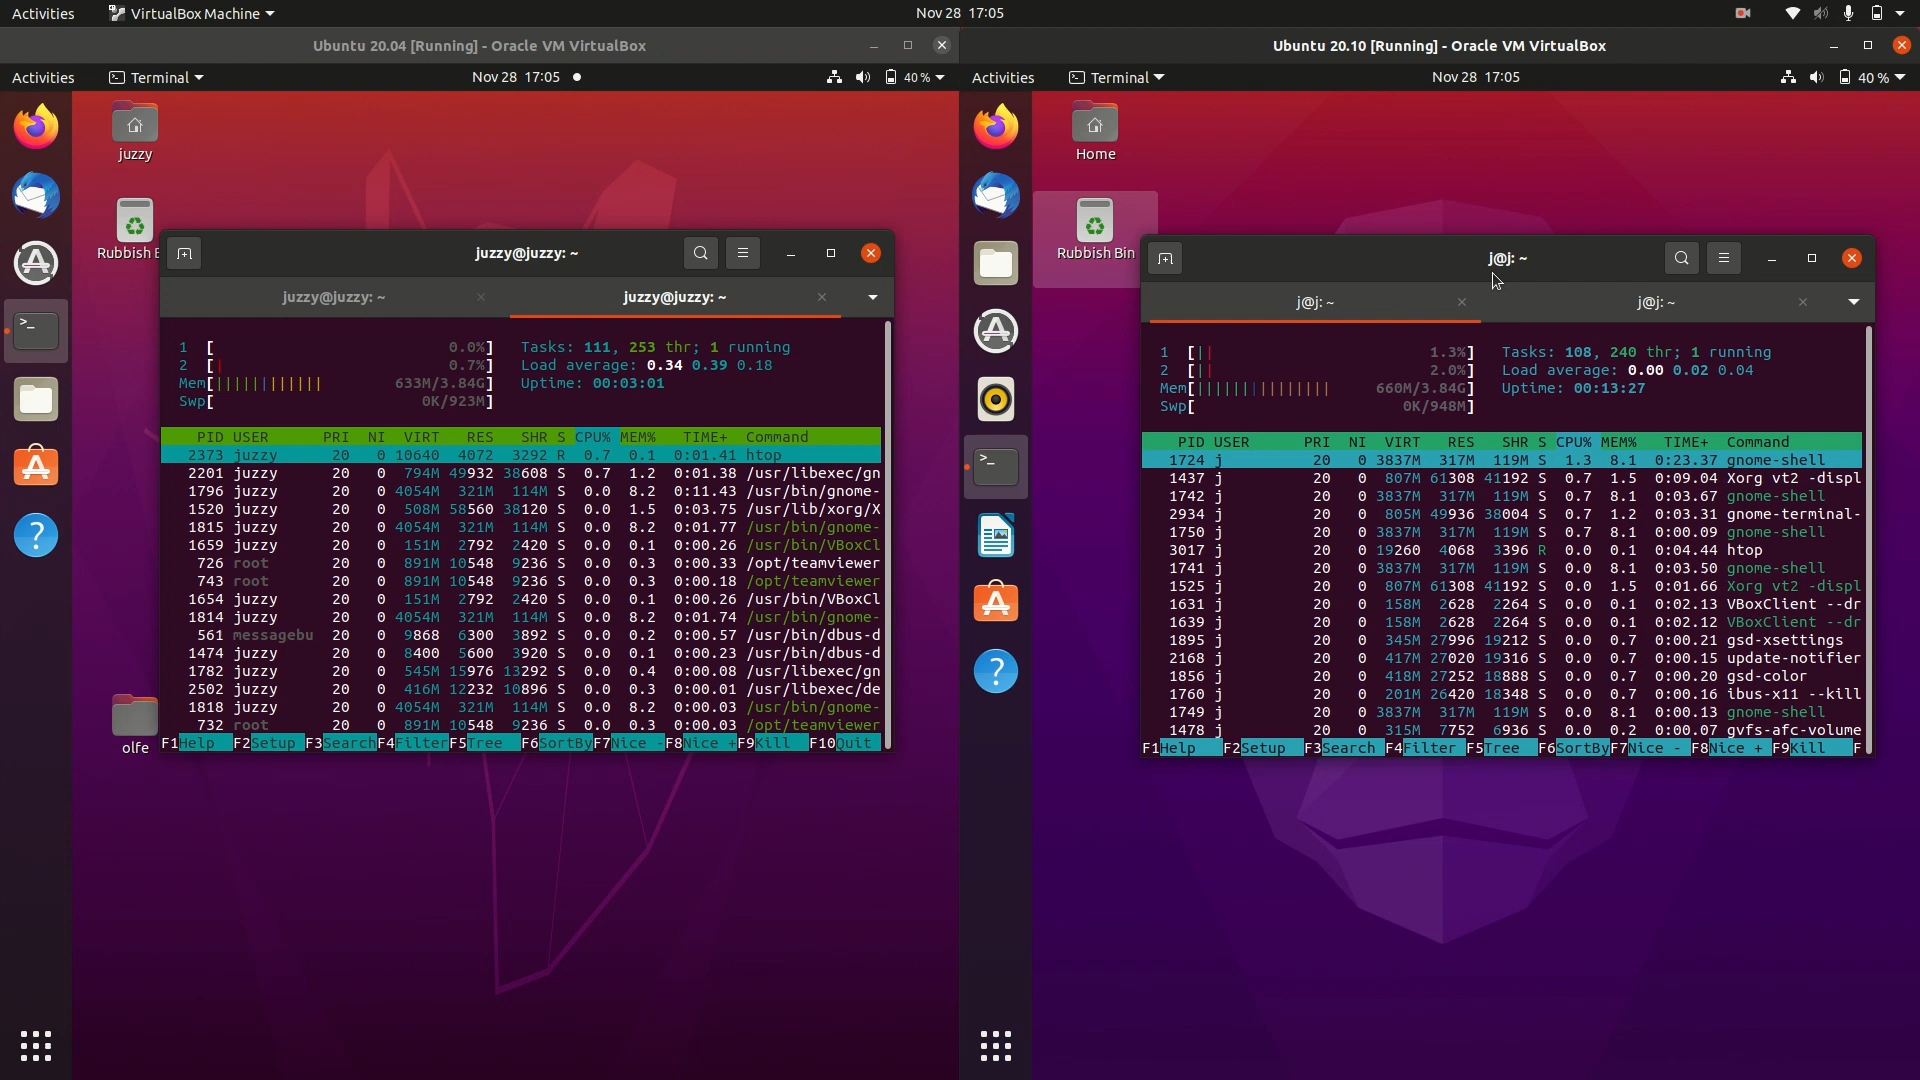 Activities VirtualBox Machine Nov 28 17:05
Ubuntu 20.04 [Running] - Oracle VM VirtualBox
Activities Terminal Nov 28 17:05 40 %
juzzy
Rubbish B
olfe
juzzy@juzzy: ~
juzzy@juzzy: ~ juzzy@juzzy: ~
1 [ 0.0%] Tasks: 111, 253 thr; 1 running
2 [| 0.7%] Load average: 0.34 0.39 0.18
Mem[|||||||||||| 633M/3.84G] Uptime: 00:03:01
Swp[ 0K/923M]
PID USER PRI NI VIRT RES SHR S CPU% MEM% TIME+ Command
2373 juzzy 20 0 10640 4072 3292 R 0.7 0.1 0:01.41 htop
2201 juzzy 20 0 794M 49932 38608 S 0.7 1.2 0:01.38 /usr/libexec/gn
1796 juzzy 20 0 4054M 321M 114M S 0.0 8.2 0:11.43 /usr/bin/gnome-
1520 juzzy 20 0 508M 58560 38120 S 0.0 1.5 0:03.75 /usr/lib/xorg/X
1815 juzzy 20 0 4054M 321M 114M S 0.0 8.2 0:01.77 /usr/bin/gnome-
1659 juzzy 20 0 151M 2792 2420 S 0.0 0.1 0:00.26 /usr/bin/VBoxCl
726 root 20 0 891M 10548 9236 S 0.0 0.3 0:00.33 /opt/teamviewer
743 root 20 0 891M 10548 9236 S 0.0 0.3 0:00.18 /opt/teamviewer
1654 juzzy 20 0 151M 2792 2420 S 0.0 0.1 0:00.26 /usr/bin/VBoxCl
1814 juzzy 20 0 4054M 321M 114M S 0.0 8.2 0:01.74 /usr/bin/gnome-
561 messagebu 20 0 9868 6300 3892 S 0.0 0.2 0:00.57 /usr/bin/dbus-d
1474 juzzy 20 0 8400 5600 3920 S 0.0 0.1 0:00.23 /usr/bin/dbus-d
1782 juzzy 20 0 545M 15976 13292 S 0.0 0.4 0:00.08 /usr/libexec/gn
2502 juzzy 20 0 416M 12232 10896 S 0.0 0.3 0:00.01 /usr/libexec/de
1818 juzzy 20 0 4054M 321M 114M S 0.0 8.2 0:00.03 /usr/bin/gnome-
732 root 20 0 891M 10548 9236 S 0.0 0.3 0:00.03 /opt/teamviewer
F1Help F2Setup F3SearchF4FilterF5Tree F6SortByF7Nice -F8Nice +F9Kill F10Quit
Ubuntu 20.10 [Running] - Oracle VM VirtualBox
Activities Terminal Nov 28 17:05 40 %
Home
Rubbish Bin
j@j: ~
j@j: ~ j@j: ~
1 [|| 1.3%] Tasks: 108, 240 thr; 1 running
2 [|| 2.0%] Load average: 0.00 0.02 0.04
Mem[||||||||||||||| 660M/3.84G] Uptime: 00:13:27
Swp[ 0K/948M]
PID USER PRI NI VIRT RES SHR S CPU% MEM% TIME+ Command
1724 j 20 0 3837M 317M 119M S 1.3 8.1 0:23.37 gnome-shell
1437 j 20 0 807M 61308 41192 S 0.7 1.5 0:09.04 Xorg vt2 -displ
1742 j 20 0 3837M 317M 119M S 0.7 8.1 0:03.67 gnome-shell
2934 j 20 0 805M 49936 38004 S 0.7 1.2 0:03.31 gnome-terminal-
1750 j 20 0 3837M 317M 119M S 0.7 8.1 0:00.09 gnome-shell
3017 j 20 0 19260 4068 3396 R 0.0 0.1 0:04.44 htop
1741 j 20 0 3837M 317M 119M S 0.0 8.1 0:03.50 gnome-shell
1525 j 20 0 807M 61308 41192 S 0.0 1.5 0:01.66 Xorg vt2 -displ
1631 j 20 0 158M 2628 2264 S 0.0 0.1 0:02.13 VBoxClient --dr
1639 j 20 0 158M 2628 2264 S 0.0 0.1 0:02.12 VBoxClient --dr
1895 j 20 0 345M 27996 19212 S 0.0 0.7 0:00.21 gsd-xsettings
2168 j 20 0 417M 27020 19316 S 0.0 0.7 0:00.15 update-notifier
1856 j 20 0 418M 27252 18888 S 0.0 0.7 0:00.20 gsd-color
1760 j 20 0 201M 26420 18348 S 0.0 0.7 0:00.16 ibus-x11 --kill
1749 j 20 0 3837M 317M 119M S 0.0 8.1 0:00.13 gnome-shell
1478 j 20 0 315M 7752 6936 S 0.0 0.2 0:00.07 gvfs-afc-volume
F1Help F2Setup F3Search F4Filter F5Tree F6SortByF7Nice - F8Nice + F9Kill F